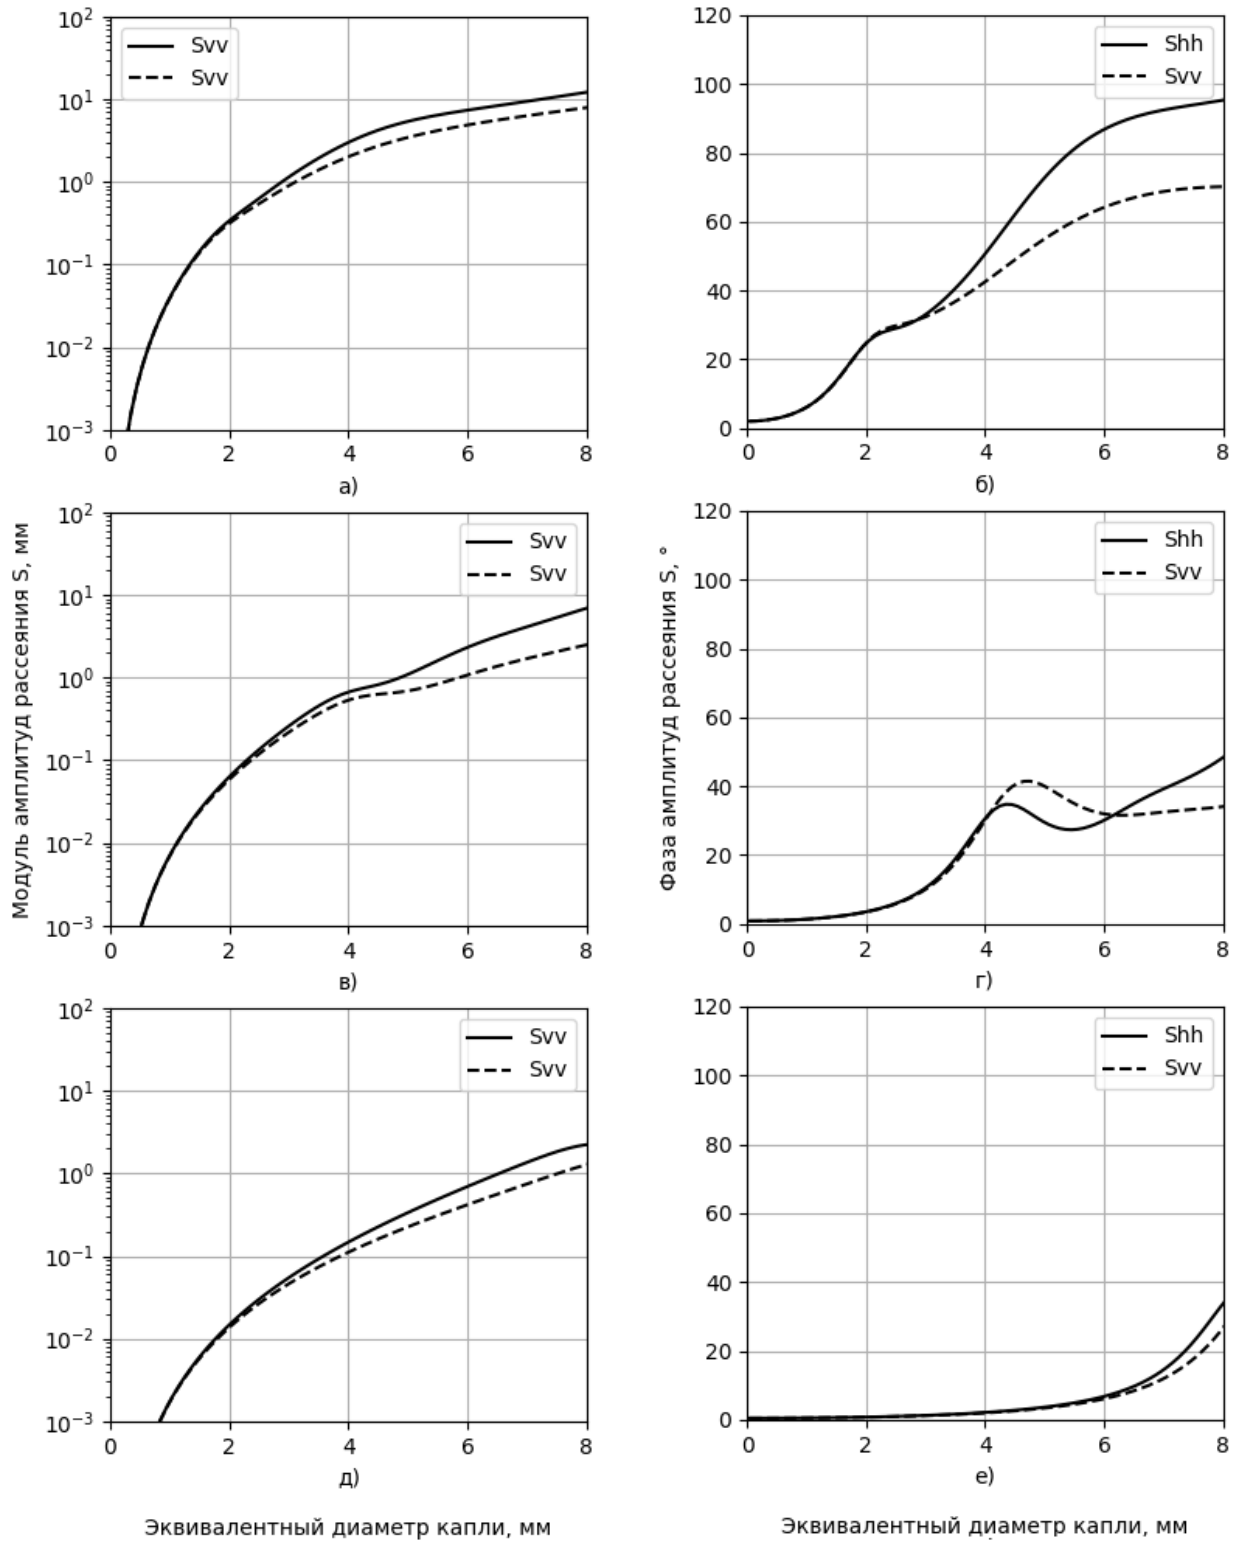 10²
10¹
10⁰
10⁻¹
10⁻²
10⁻³
Svv
Svv
0 2 4 6 8
а)
120
100
80
60
40
20
0
Shh
Svv
0 2 4 6 8
б)
Модуль амплитуд рассеяния S, мм
10²
10¹
10⁰
10⁻¹
10⁻²
10⁻³
Svv
Svv
0 2 4 6 8
в)
Фаза амплитуд рассеяния S, °
120
100
80
60
40
20
0
Shh
Svv
0 2 4 6 8
г)
10²
10¹
10⁰
10⁻¹
10⁻²
10⁻³
Svv
Svv
0 2 4 6 8
д)
120
100
80
60
40
20
0
Shh
Svv
0 2 4 6 8
е)
Эквивалентный диаметр капли, мм
Эквивалентный диаметр капли, мм